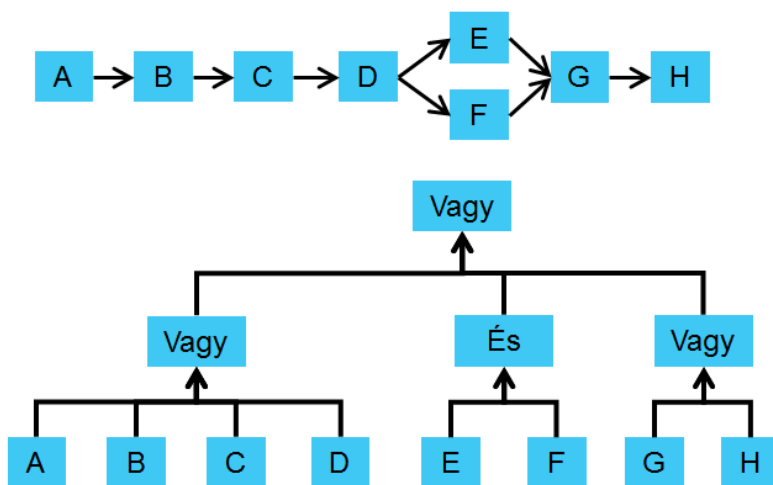 E
A B C D G H
F
Vagy
Vagy És Vagy
A B C D E F G H